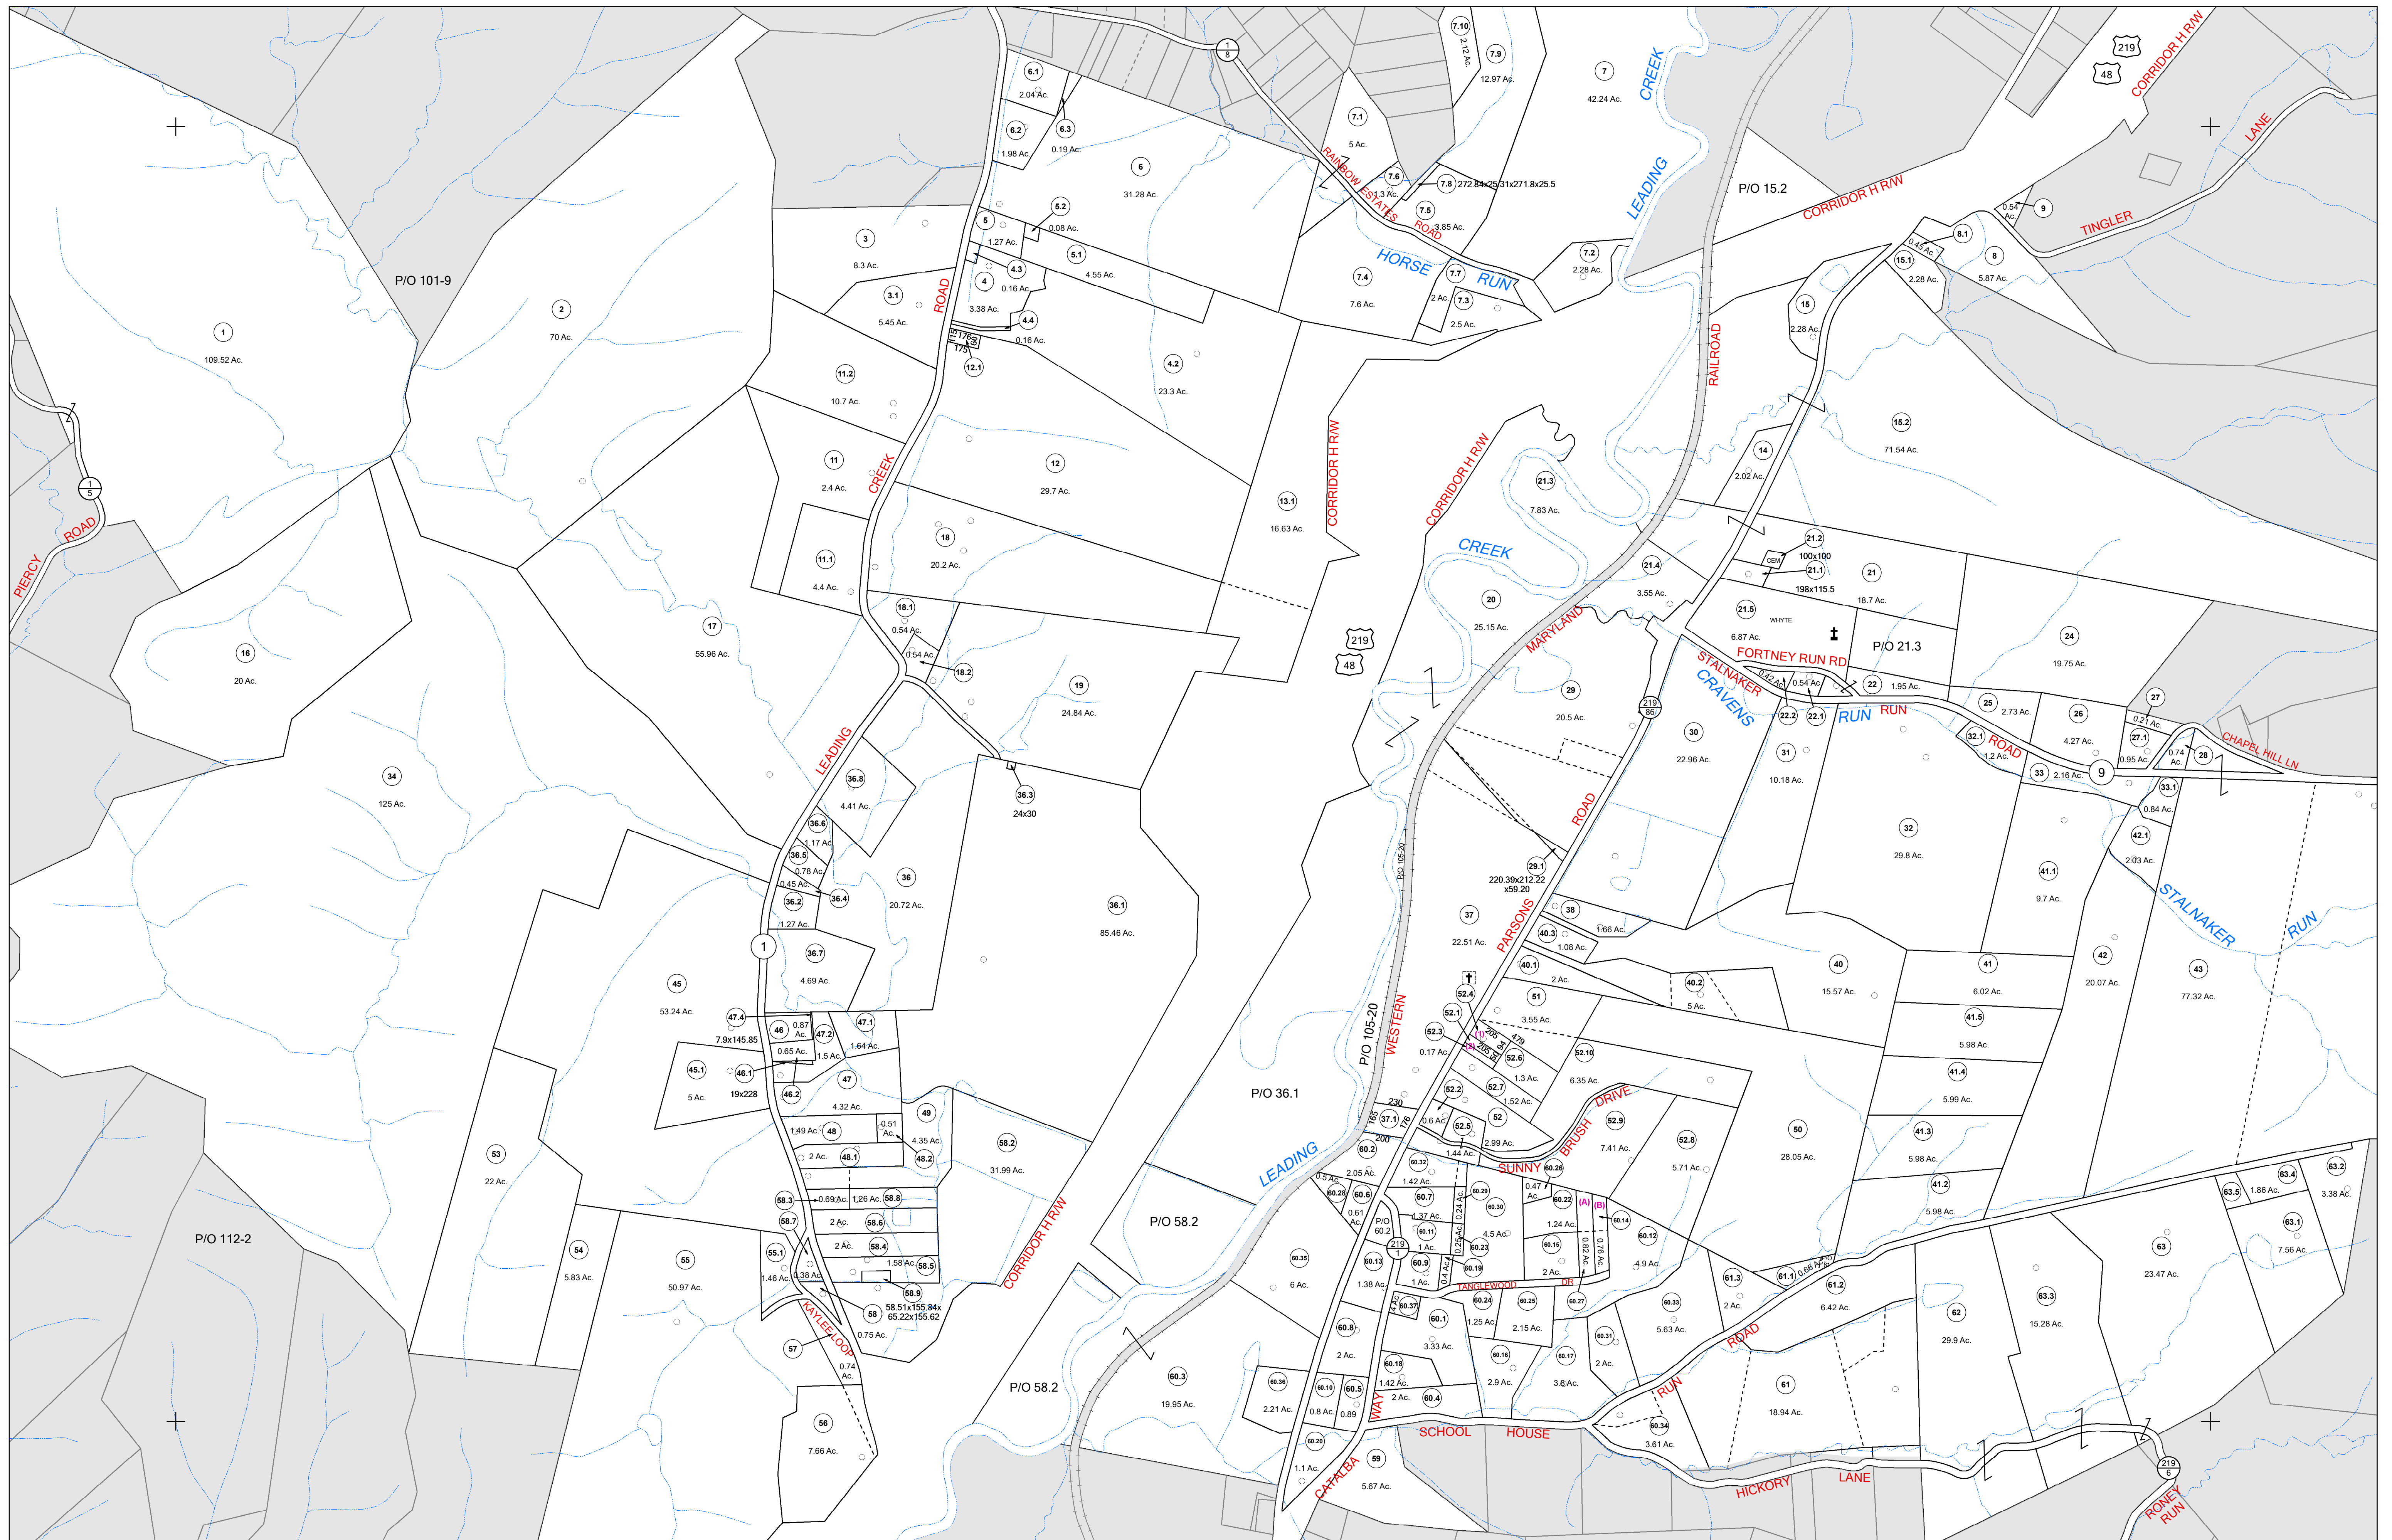 7.10
2.12 Ac.
7.9
12.97 Ac.
7
42.24 Ac.
CREEK
219
48
CORRIDOR H R/W
1
8
6.1
2.04 Ac.
6.2
1.98 Ac.
6.3
0.19 Ac.
6
31.28 Ac.
7.1
5 Ac.
RAINBOW ESTATES ROAD
7.6
1.3 Ac.
7.8
272.84x25.31x271.8x25.5
7.5
3.85 Ac.
LEADING
P/O 15.2
CORRIDOR H R/W
0.54 Ac.
9
TINGLER
LANE
P/O 101-9
1
109.52 Ac.
2
70 Ac.
3
8.3 Ac.
3.1
5.45 Ac.
ROAD
5
1.27 Ac.
5.2
0.08 Ac.
5.1
4.55 Ac.
4.3
0.16 Ac.
4
3.38 Ac.
4.4
0.16 Ac.
115
176
60
175
12.1
4.2
23.3 Ac.
HORSE
RUN
7.4
7.6 Ac.
7.7
2 Ac.
7.3
2.5 Ac.
7.2
2.28 Ac.
8.1
0.45 Ac.
15.1
2.28 Ac.
8
5.87 Ac.
15
2.28 Ac.
RAILROAD
11.2
10.7 Ac.
11
2.4 Ac.
CREEK
12
29.7 Ac.
13.1
16.63 Ac.
CORRIDOR H R/W
CORRIDOR H R/W
21.3
7.83 Ac.
14
2.02 Ac.
15.2
71.54 Ac.
1
5
PIERCY
ROAD
11.1
4.4 Ac.
18
20.2 Ac.
CREEK
20
25.15 Ac.
21.4
3.55 Ac.
21.2
100x100
CEM
21.1
198x115.5
21
18.7 Ac.
21.5
6.87 Ac.
WHYTE
P/O 21.3
24
19.75 Ac.
MARYLAND
16
20 Ac.
17
55.96 Ac.
18.1
0.54 Ac.
0.54 Ac.
18.2
19
24.84 Ac.
219
48
FORTNEY RUN RD
STALNAKER
CRAVENS
RUN
RUN
ROAD
0.42 Ac.
0.54 Ac.
22.2
22.1
22
1.95 Ac.
25
2.73 Ac.
26
4.27 Ac.
27
0.21 Ac.
27.1
0.95 Ac.
0.74 Ac.
28
CHAPEL HILL LN
32.1
1.2 Ac.
33
2.16 Ac.
9
33.1
0.84 Ac.
29
20.5 Ac.
219
86
30
22.96 Ac.
31
10.18 Ac.
LEADING
36.8
4.41 Ac.
36.3
24x30
34
125 Ac.
36.6
1.17 Ac.
36.5
0.78 Ac.
0.45 Ac.
36.4
36.2
1.27 Ac.
36
20.72 Ac.
36.1
85.46 Ac.
P/O 105-20
ROAD
29.1
220.39x212.22
x59.20
32
29.8 Ac.
41.1
9.7 Ac.
42.1
2.03 Ac.
STALNAKER
RUN
1
36.7
4.69 Ac.
37
22.51 Ac.
PARSONS
38
1.66 Ac.
40.3
1.08 Ac.
40.1
2 Ac.
40.2
5 Ac.
40
15.57 Ac.
41
6.02 Ac.
42
20.07 Ac.
43
77.32 Ac.
45
53.24 Ac.
47.4
7.9x145.85
46
0.87 Ac.
47.2
1.5 Ac.
47.1
1.64 Ac.
0.65 Ac.
45.1
5 Ac.
46.1
19x228
46.2
47
4.32 Ac.
P/O 105-20
WESTERN
52.4
52.1
52.3
0.17 Ac.
(1)
(2)
205
205
94
50
479
52.6
1.3 Ac.
51
3.55 Ac.
52.10
6.35 Ac.
52.7
1.52 Ac.
41.5
5.98 Ac.
41.4
5.99 Ac.
P/O 36.1
230
165
37.1
176
200
52.2
0.6 Ac.
52.5
1.44 Ac.
52
2.99 Ac.
SUNNY
BRUSH
DRIVE
52.9
7.41 Ac.
52.8
5.71 Ac.
50
28.05 Ac.
41.3
5.98 Ac.
41.2
5.98 Ac.
49
4.35 Ac.
1.49 Ac.
48
0.51 Ac.
48.2
2 Ac.
48.1
58.2
31.99 Ac.
53
22 Ac.
58.3
0.69 Ac.
1.26 Ac.
58.8
58.7
2 Ac.
58.6
2 Ac.
58.4
1.58 Ac.
58.5
0.38 Ac.
58.9
58.51x155.84x
65.22x155.62
58
0.75 Ac.
P/O 112-2
54
5.83 Ac.
55
50.97 Ac.
55.1
1.46 Ac.
KAYLEE LOOP
57
0.74 Ac.
56
7.66 Ac.
CORRIDOR H R/W
P/O 58.2
P/O 58.2
LEADING
60.2
2.05 Ac.
0.5 Ac.
60.28
60.6
0.61 Ac.
P/O 60.2
60.32
1.42 Ac.
60.7
1.37 Ac.
60.11
1 Ac.
0.24 Ac.
60.29
60.30
4.5 Ac.
0.25 Ac.
60.23
60.26
0.47 Ac.
60.22
1.24 Ac.
(A)
(B)
60.14
0.82 Ac.
0.76 Ac.
60.12
4.9 Ac.
60.15
2 Ac.
60.35
6 Ac.
219
1
60.13
1.38 Ac.
60.9
1 Ac.
0.4 Ac.
60.19
TANGLEWOOD DR
60.37
60.1
3.33 Ac.
60.24
1.25 Ac.
60.25
2.15 Ac.
60.27
60.33
5.63 Ac.
61.3
2 Ac.
61.1
0.66 Ac.
61.2
6.42 Ac.
62
29.9 Ac.
63.3
15.28 Ac.
63
23.47 Ac.
63.5
1.86 Ac.
63.4
63.2
3.38 Ac.
63.1
7.56 Ac.
60.3
19.95 Ac.
60.8
2 Ac.
60.18
1.42 Ac.
60.16
2.9 Ac.
60.17
3.8 Ac.
60.31
2 Ac.
60.36
2.21 Ac.
60.10
0.8 Ac.
60.5
0.89
2 Ac.
60.4
WAY
CATALBA
SCHOOL
HOUSE
RUN
ROAD
60.34
3.61 Ac.
61
18.94 Ac.
60.20
1.1 Ac.
59
5.67 Ac.
HICKORY
LANE
219
6
RONEY
RUN